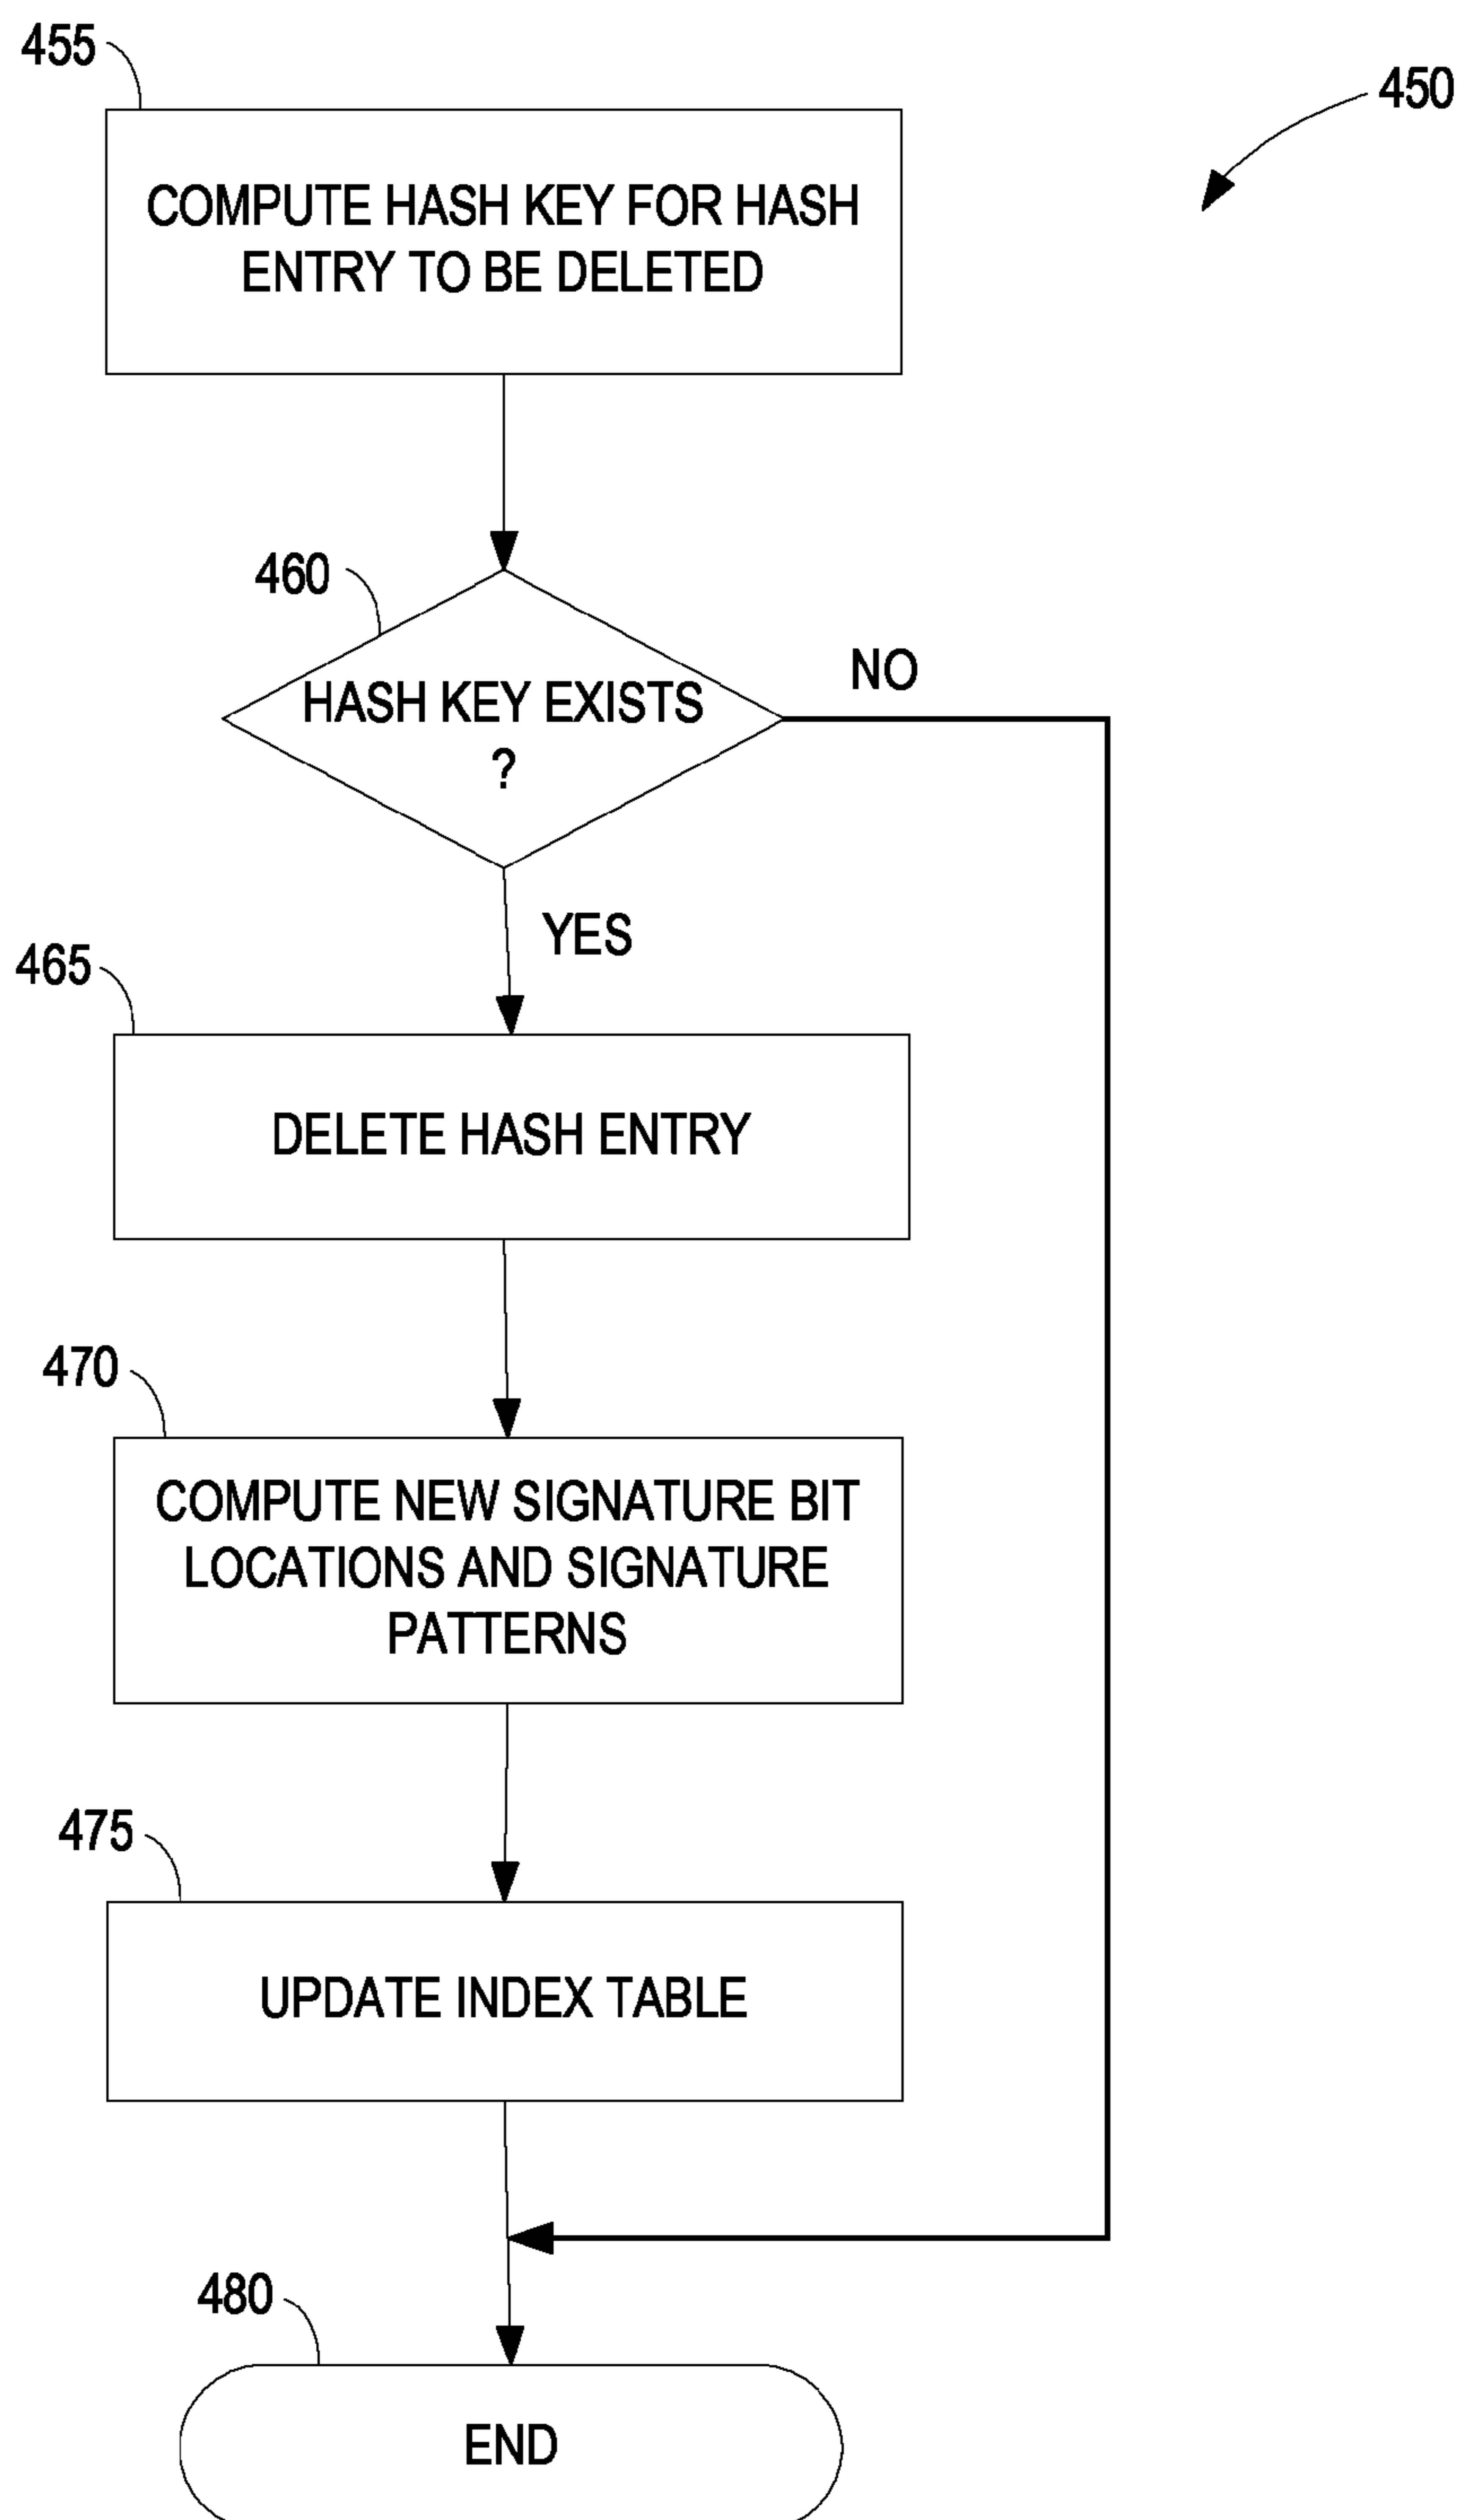 455
450
COMPUTE HASH KEY FOR HASH
ENTRY TO BE DELETED
460
HASH KEY EXISTS
?
NO
YES
465
DELETE HASH ENTRY
470
COMPUTE NEW SIGNATURE BIT
LOCATIONS AND SIGNATURE
PATTERNS
475
UPDATE INDEX TABLE
480
END